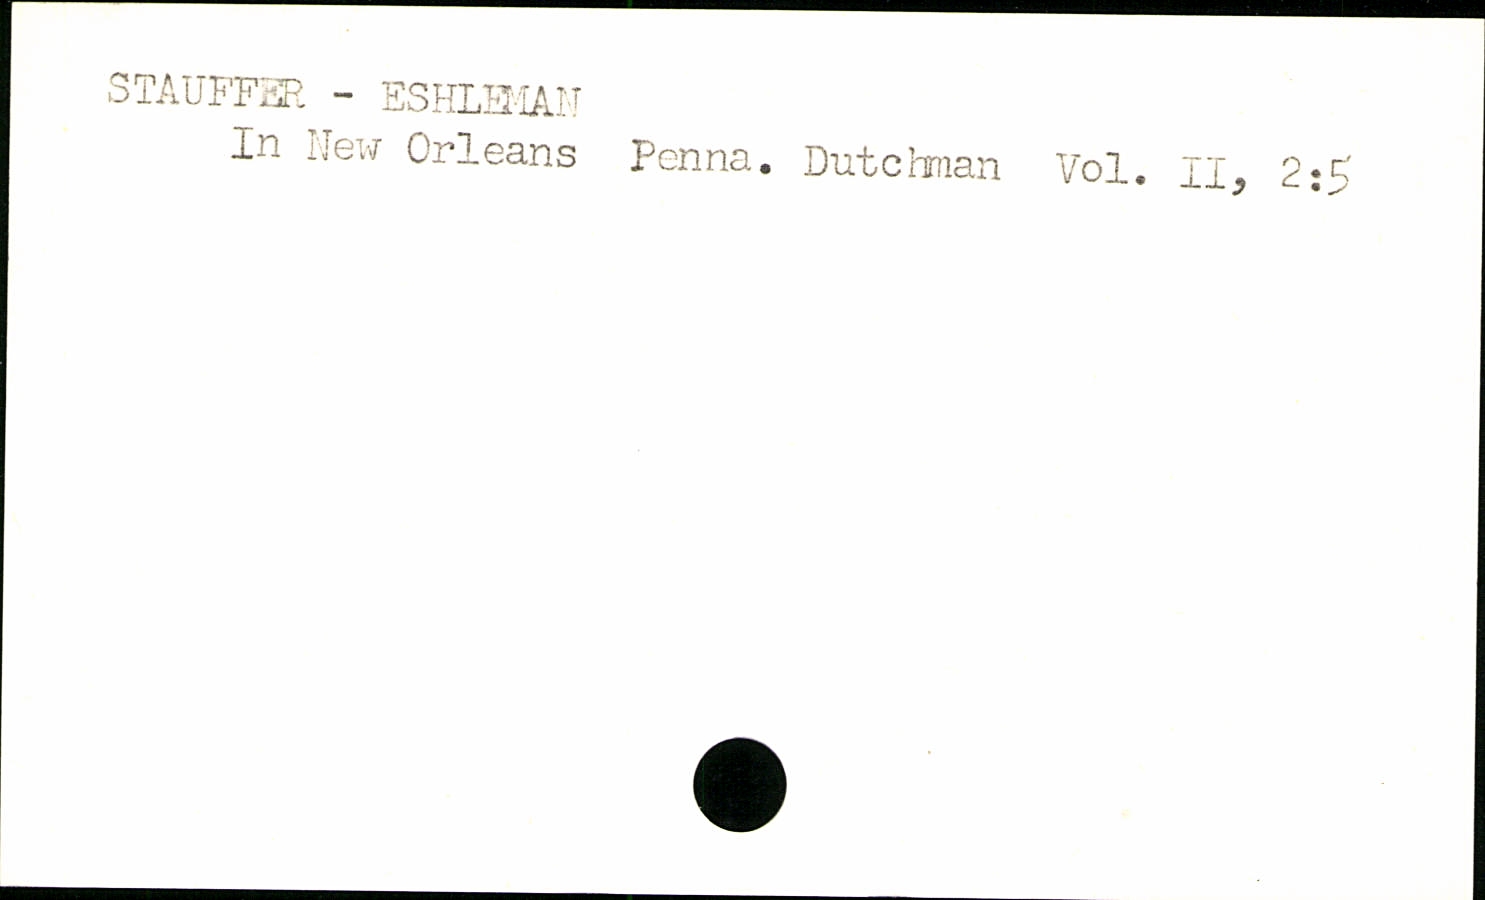 STAUFFER - ESHLEMAN
In New Orleans Penna. Dutchman Vol. II, 2:5